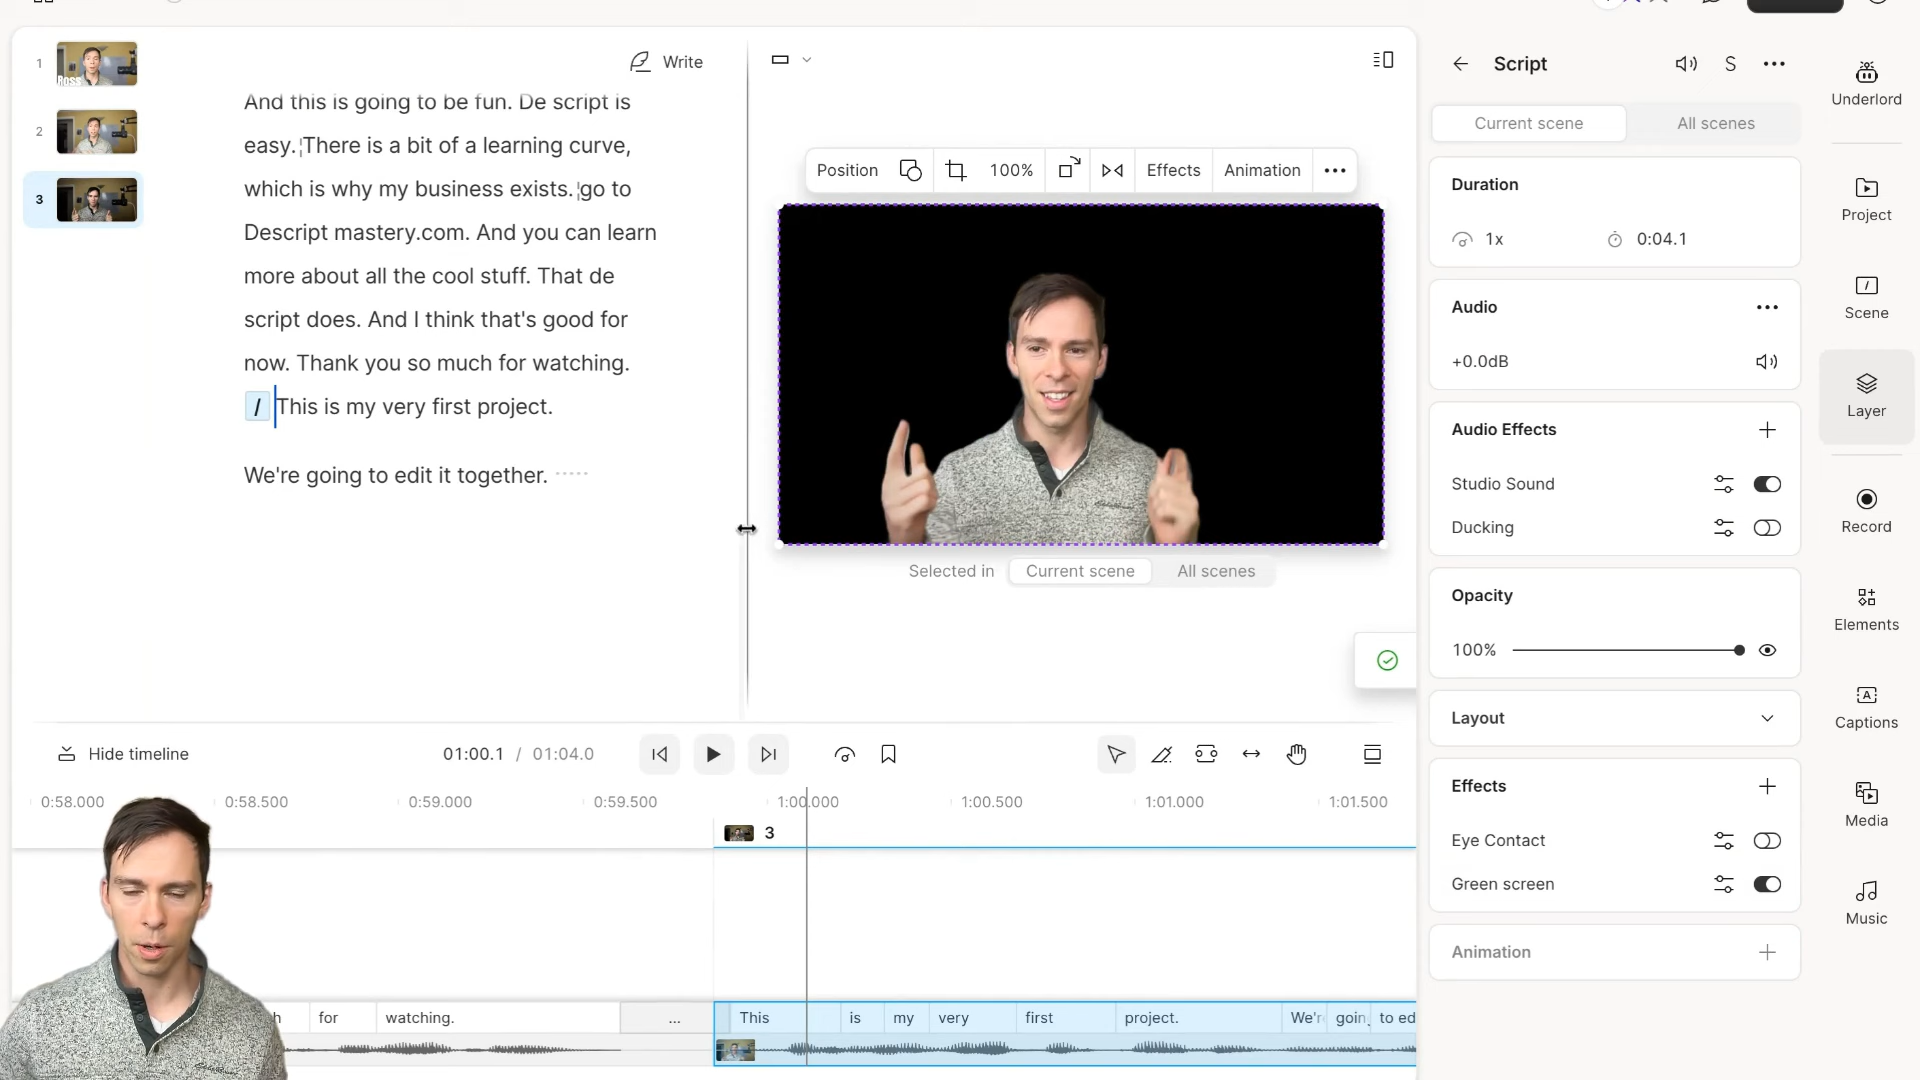 1
Ross
2
3
Write
And this is going to be fun. De script is
easy. There is a bit of a learning curve,
which is why my business exists. go to
Descript mastery.com. And you can learn
more about all the cool stuff. That de
script does. And I think that's good for
now. Thank you so much for watching.
/ This is my very first project.
We're going to edit it together.
Position
100%
Effects
Animation
Selected in
Current scene
All scenes
Script
S
Current scene
All scenes
Duration
1x
0:04.1
Audio
+0.0dB
Audio Effects
Studio Sound
Ducking
Opacity
100%
Layout
Effects
Eye Contact
Green screen
Animation
Underlord
Project
Scene
Layer
Record
Elements
Captions
Media
Music
Hide timeline
01:00.1 / 01:04.0
0:58.000 0:58.500 0:59.000 0:59.500 1:00.000 1:00.500 1:01.000 1:01.500
3
for watching. ... This is my very first project. We're goin to ed